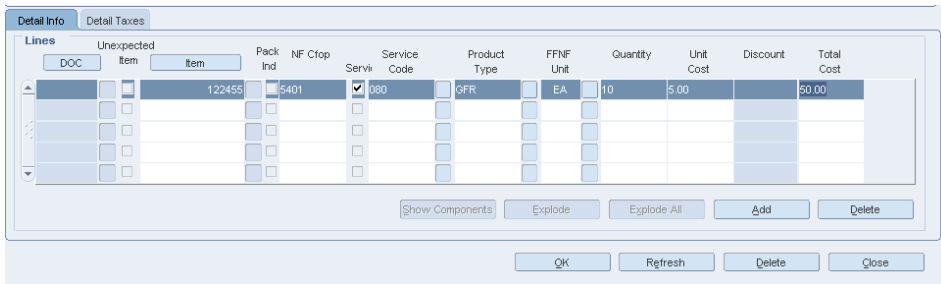 Detail Info Detail Taxes
Lines
DOC Unexpected Item Item Pack Ind NF Cfop Servi Service Code Product Type FFNF Unit Quantity Unit Cost Discount Total Cost
122455 5401 080 GFR EA 10 5.00 50.00
Show Components Explode Explode All Add Delete
OK Refresh Delete Close